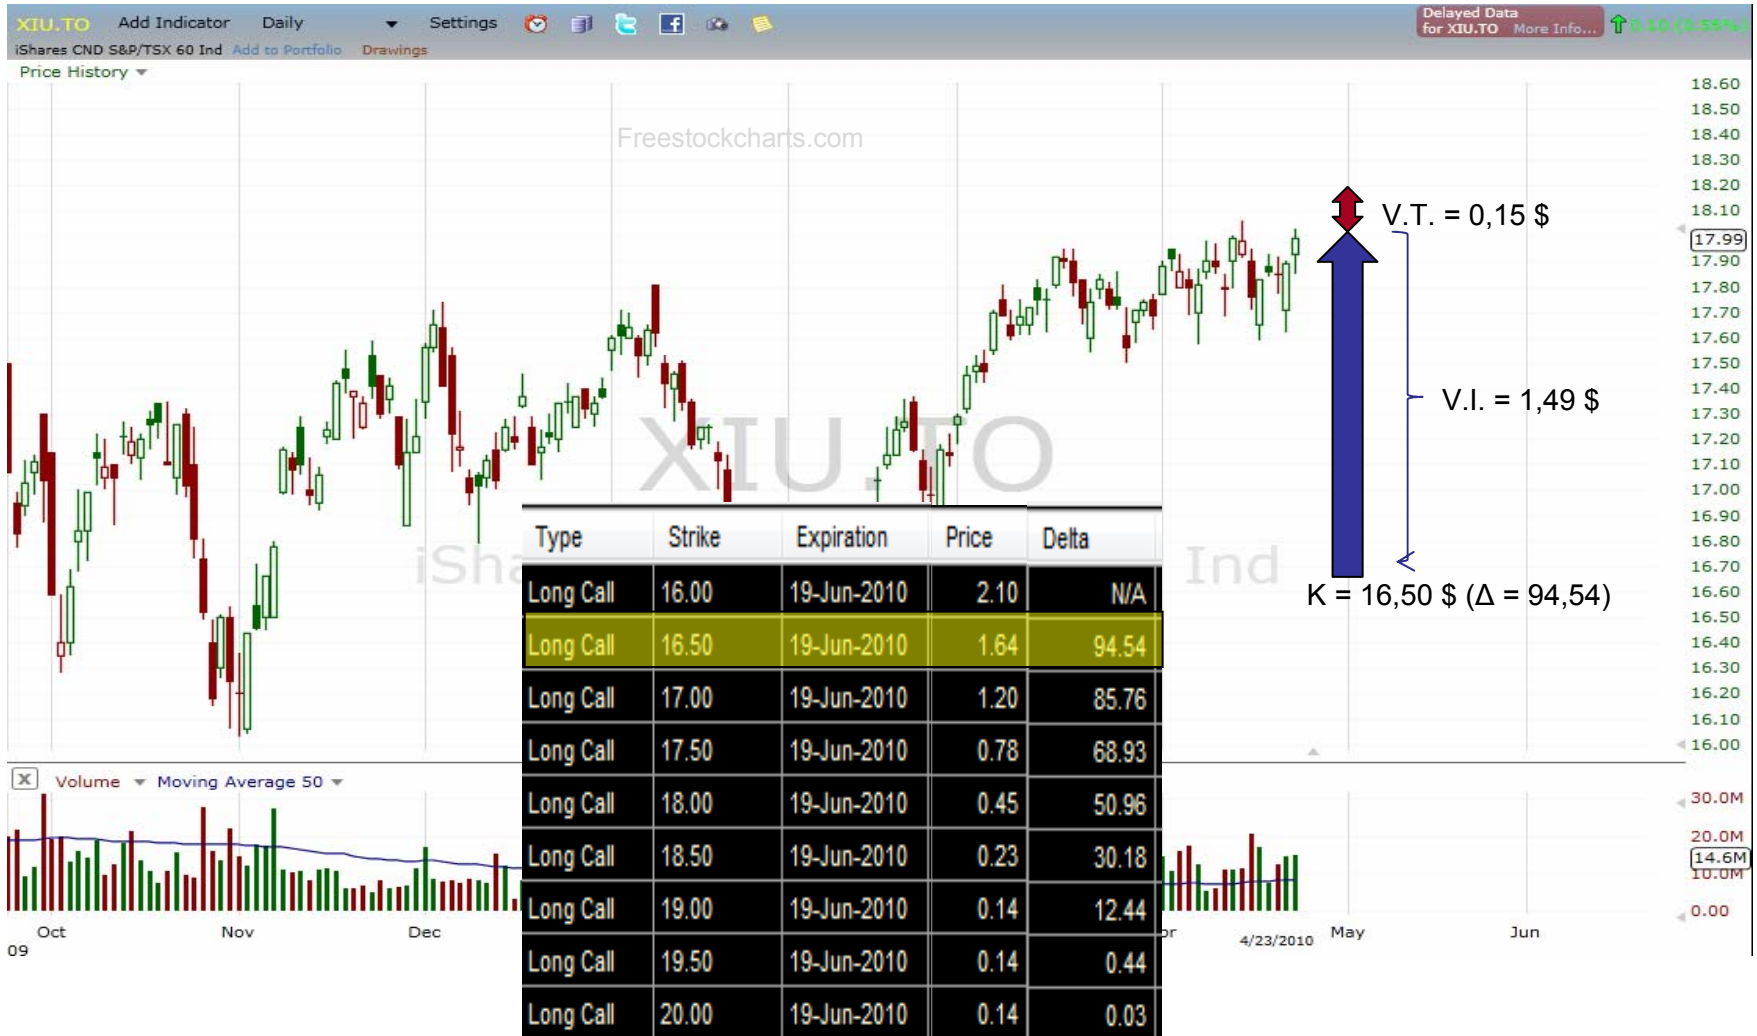 XIU.TO Add Indicator Daily Settings
Delayed Data
for XIU.TO More Info...
0.10 (0.55%)
iShares CND S&P/TSX 60 Ind Add to Portfolio Drawings
Price History
Freestockcharts.com
18.60
18.50
18.40
18.30
18.20
18.10
17.99
17.90
17.80
17.70
17.60
17.50
17.40
17.30
17.20
17.10
17.00
16.90
16.80
16.70
16.60
16.50
16.40
16.30
16.20
16.10
16.00
V.T. = 0,15 $
V.I. = 1,49 $
K = 16,50 $ (Δ = 94,54)
XIU.TO
iSha Ind
Type Strike Expiration Price Delta
Long Call 16.00 19-Jun-2010 2.10 N/A
Long Call 16.50 19-Jun-2010 1.64 94.54
Long Call 17.00 19-Jun-2010 1.20 85.76
Long Call 17.50 19-Jun-2010 0.78 68.93
Long Call 18.00 19-Jun-2010 0.45 50.96
Long Call 18.50 19-Jun-2010 0.23 30.18
Long Call 19.00 19-Jun-2010 0.14 12.44
Long Call 19.50 19-Jun-2010 0.14 0.44
Long Call 20.00 19-Jun-2010 0.14 0.03
X Volume Moving Average 50
30.0M
20.0M
14.6M
10.0M
0.00
Oct Nov Dec 4/23/2010 May Jun
09